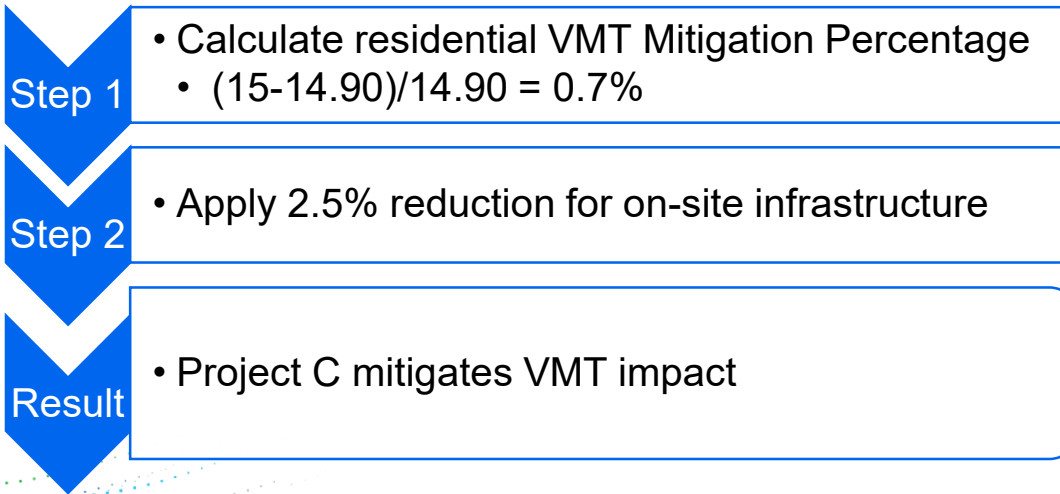 Step 1
• Calculate residential VMT Mitigation Percentage
• (15-14.90)/14.90 = 0.7%
Step 2
• Apply 2.5% reduction for on-site infrastructure
Result
• Project C mitigates VMT impact